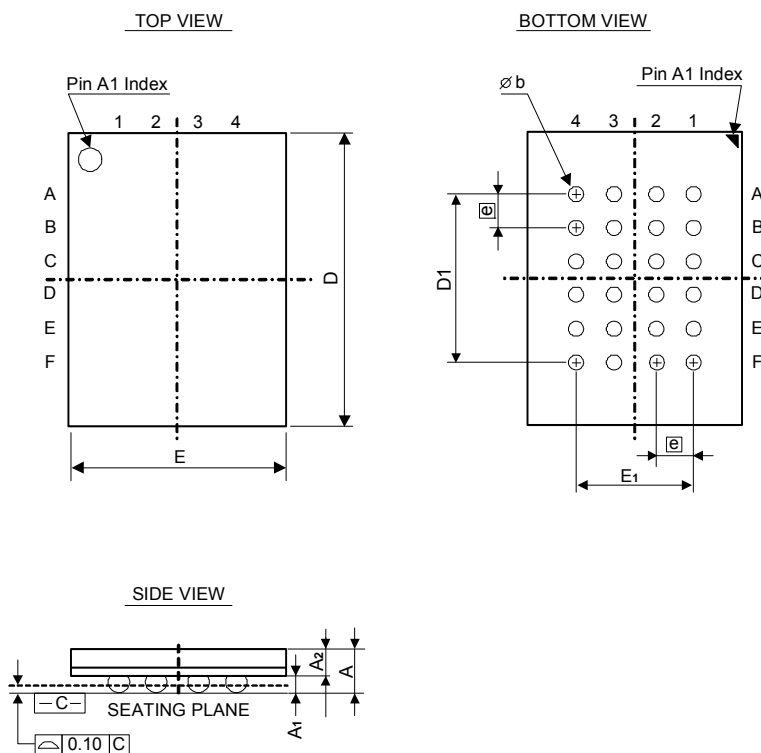 TOP VIEW
Pin A1 Index
1 2 3 4
A
B
C
D
E
F
D
E
BOTTOM VIEW
⌀ b
Pin A1 Index
4 3 2 1
A
B
C
D
E
F
e
D1
e
E1
SIDE VIEW
A2
A
A1
—C—
SEATING PLANE
⌓ 0.10 C